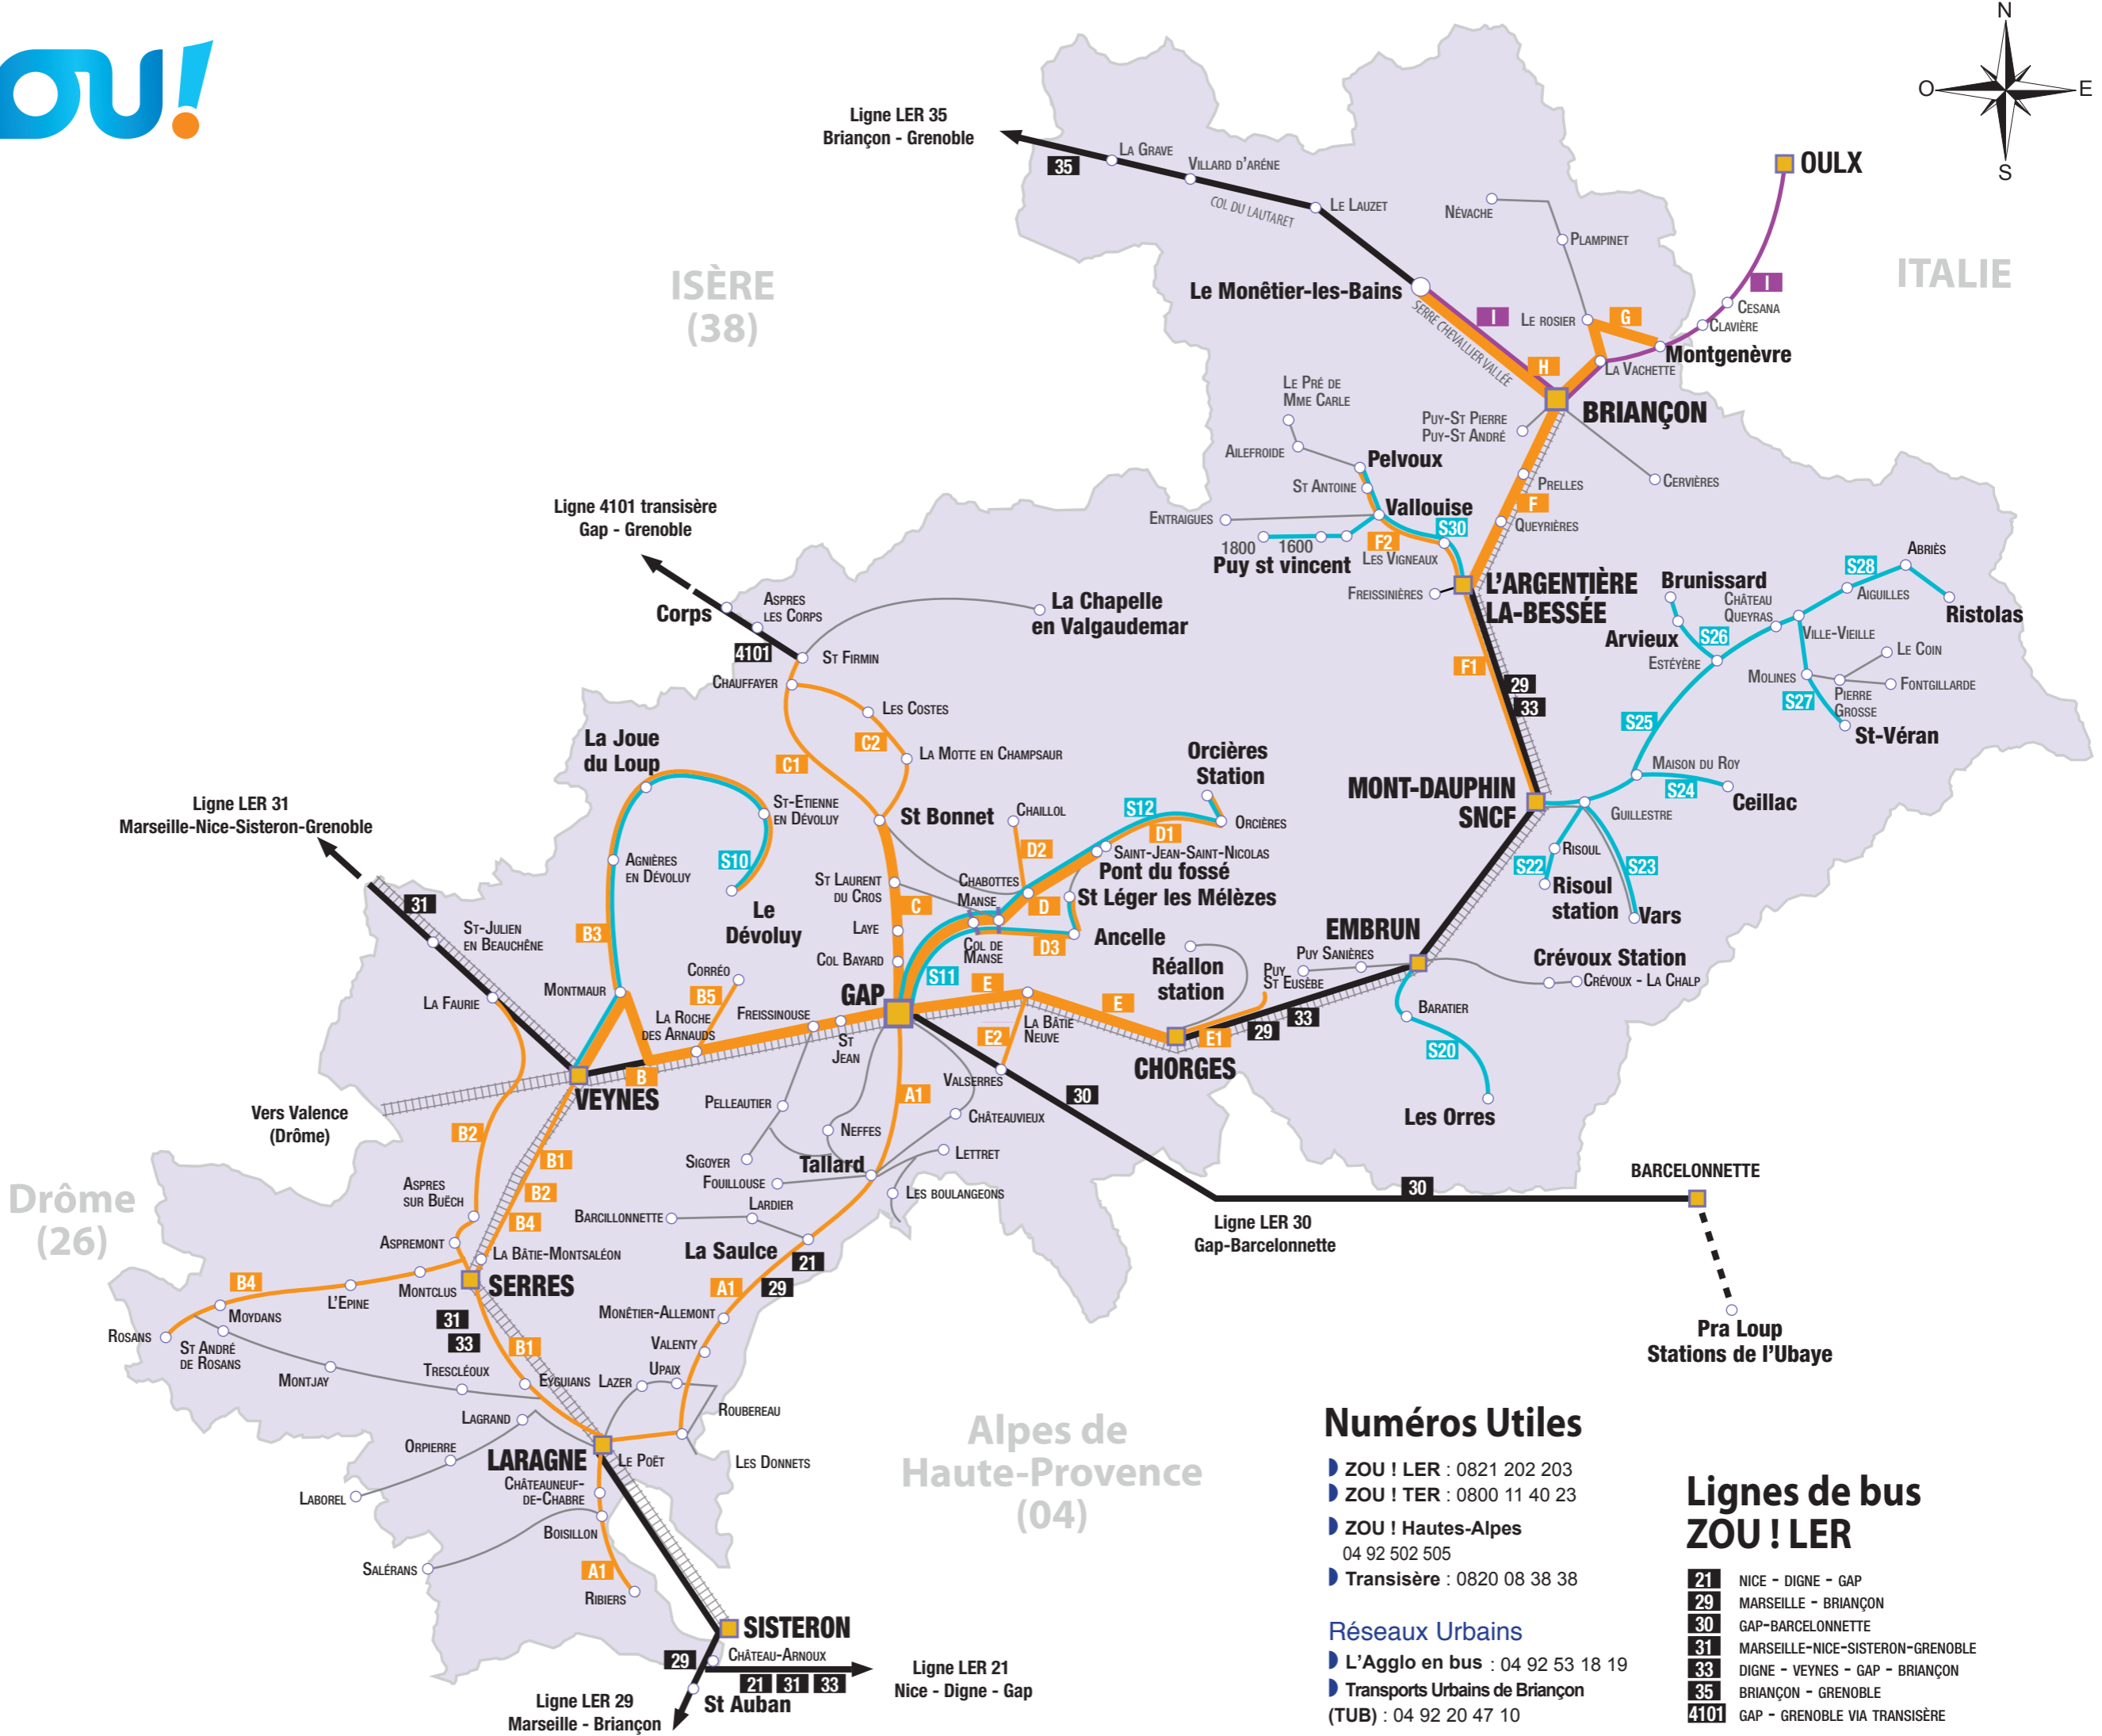 OU!
N
O
E
S
Ligne LER 35
Briançon - Grenoble
35
LA GRAVE
VILLARD D'ARÊNE
COL DU LAUTARET
LE LAUZET
NÉVACHE
PLAMPINET
OULX
ITALIE
ISÈRE
(38)
Le Monêtier-les-Bains
SERRE CHEVALLIER VALLÉE
I
LE ROSIER
G
I
CESANA
CLAVIÈRE
Montgenèvre
LA VACHETTE
H
BRIANÇON
LE PRÉ DE
MME CARLE
PUY-ST PIERRE
PUY-ST ANDRÉ
AILEFROIDE
Pelvoux
ST ANTOINE
PRELLES
CERVIÈRES
F
Vallouise
ENTRAIGUES
S30
QUEYRIÈRES
F2
1800
1600
LES VIGNEAUX
Puy st vincent
FREISSINIÈRES
L'ARGENTIÈRE
LA-BESSÉE
Brunissard
CHÂTEAU
QUEYRAS
S28
ABRIÈS
AIGUILLES
Ristolas
Arvieux
S26
VILLE-VIEILLE
ESTÉYÈRE
LE COIN
MOLINES
FONTGILLARDE
PIERRE
GROSSE
S27
St-Véran
S25
F1
29
33
MAISON DU ROY
S24
Ceillac
MONT-DAUPHIN
SNCF
GUILLESTRE
RISOUL
S22
S23
Risoul
station
Vars
Ligne 4101 transisère
Gap - Grenoble
Corps
ASPRES
LES CORPS
4101
ST FIRMIN
La Chapelle
en Valgaudemar
CHAUFFAYER
LES COSTES
C2
C1
LA MOTTE EN CHAMPSAUR
La Joue
du Loup
ST-ETIENNE
EN DÉVOLUY
St Bonnet
CHAILLOL
Orcières
Station
S12
D1
ORCIÈRES
D2
SAINT-JEAN-SAINT-NICOLAS
Pont du fossé
AGNIÈRES
EN DÉVOLUY
S10
ST LAURENT
DU CROS
CHABOTTES
MANSE
St Léger les Mélèzes
C
D
Le
Dévoluy
LAYE
COL DE
MANSE
D3
Ancelle
COL BAYARD
S11
EMBRUN
PUY SANIÈRES
Réallon
station
PUY
ST EUSÈBE
Crévoux Station
CRÉVOUX - LA CHALP
BARATIER
S20
Les Orres
Ligne LER 31
Marseille-Nice-Sisteron-Grenoble
31
ST-JULIEN
EN BEAUCHÊNE
B3
LA FAURIE
MONTMAUR
CORRÉO
B5
LA ROCHE
DES ARNAUDS
FREISSINOUSE
GAP
ST
JEAN
E
E
E2
LA BÂTIE
NEUVE
E1
29
33
CHORGES
B
VEYNES
Vers Valence
(Drôme)
VALSERRES
30
A1
PELLEAUTIER
NEFFES
CHÂTEAUVIEUX
B2
B1
SIGOYER
FOUILLOUSE
Tallard
LETTRET
LES BOULANGEONS
Drôme
(26)
ASPRES
SUR BUËCH
B2
B4
BARCILLONNETTE
LARDIER
La Saulce
21
29
30
BARCELONNETTE
Ligne LER 30
Gap-Barcelonnette
Pra Loup
Stations de l'Ubaye
ASPREMONT
LA BÂTIE-MONTSALÉON
SERRES
B4
L'EPINE
MONTCLUS
MOYDANS
ROSANS
ST ANDRÉ
DE ROSANS
31
33
A1
MONÊTIER-ALLEMONT
VALENTY
B1
MONTJAY
TRESCLÉOUX
EYGUIANS
LAZER
UPAIX
LAGRAND
ROUBEREAU
ORPIERRE
LARAGNE
LE POËT
LES DONNETS
LABOREL
CHÂTEAUNEUF-
DE-CHABRE
BOISILLON
SALÉRANS
A1
RIBIERS
SISTERON
CHÂTEAU-ARNOUX
29
21
31
33
St Auban
Ligne LER 21
Nice - Digne - Gap
Ligne LER 29
Marseille - Briançon
Alpes de
Haute-Provence
(04)
Numéros Utiles
ZOU ! LER : 0821 202 203
ZOU ! TER : 0800 11 40 23
ZOU ! Hautes-Alpes
04 92 502 505
Transisère : 0820 08 38 38
Réseaux Urbains
L'Agglo en bus : 04 92 53 18 19
Transports Urbains de Briançon
(TUB) : 04 92 20 47 10
Lignes de bus
ZOU ! LER
21 NICE - DIGNE - GAP
29 MARSEILLE - BRIANÇON
30 GAP-BARCELONNETTE
31 MARSEILLE-NICE-SISTERON-GRENOBLE
33 DIGNE - VEYNES - GAP - BRIANÇON
35 BRIANÇON - GRENOBLE
4101 GAP - GRENOBLE VIA TRANSISÈRE